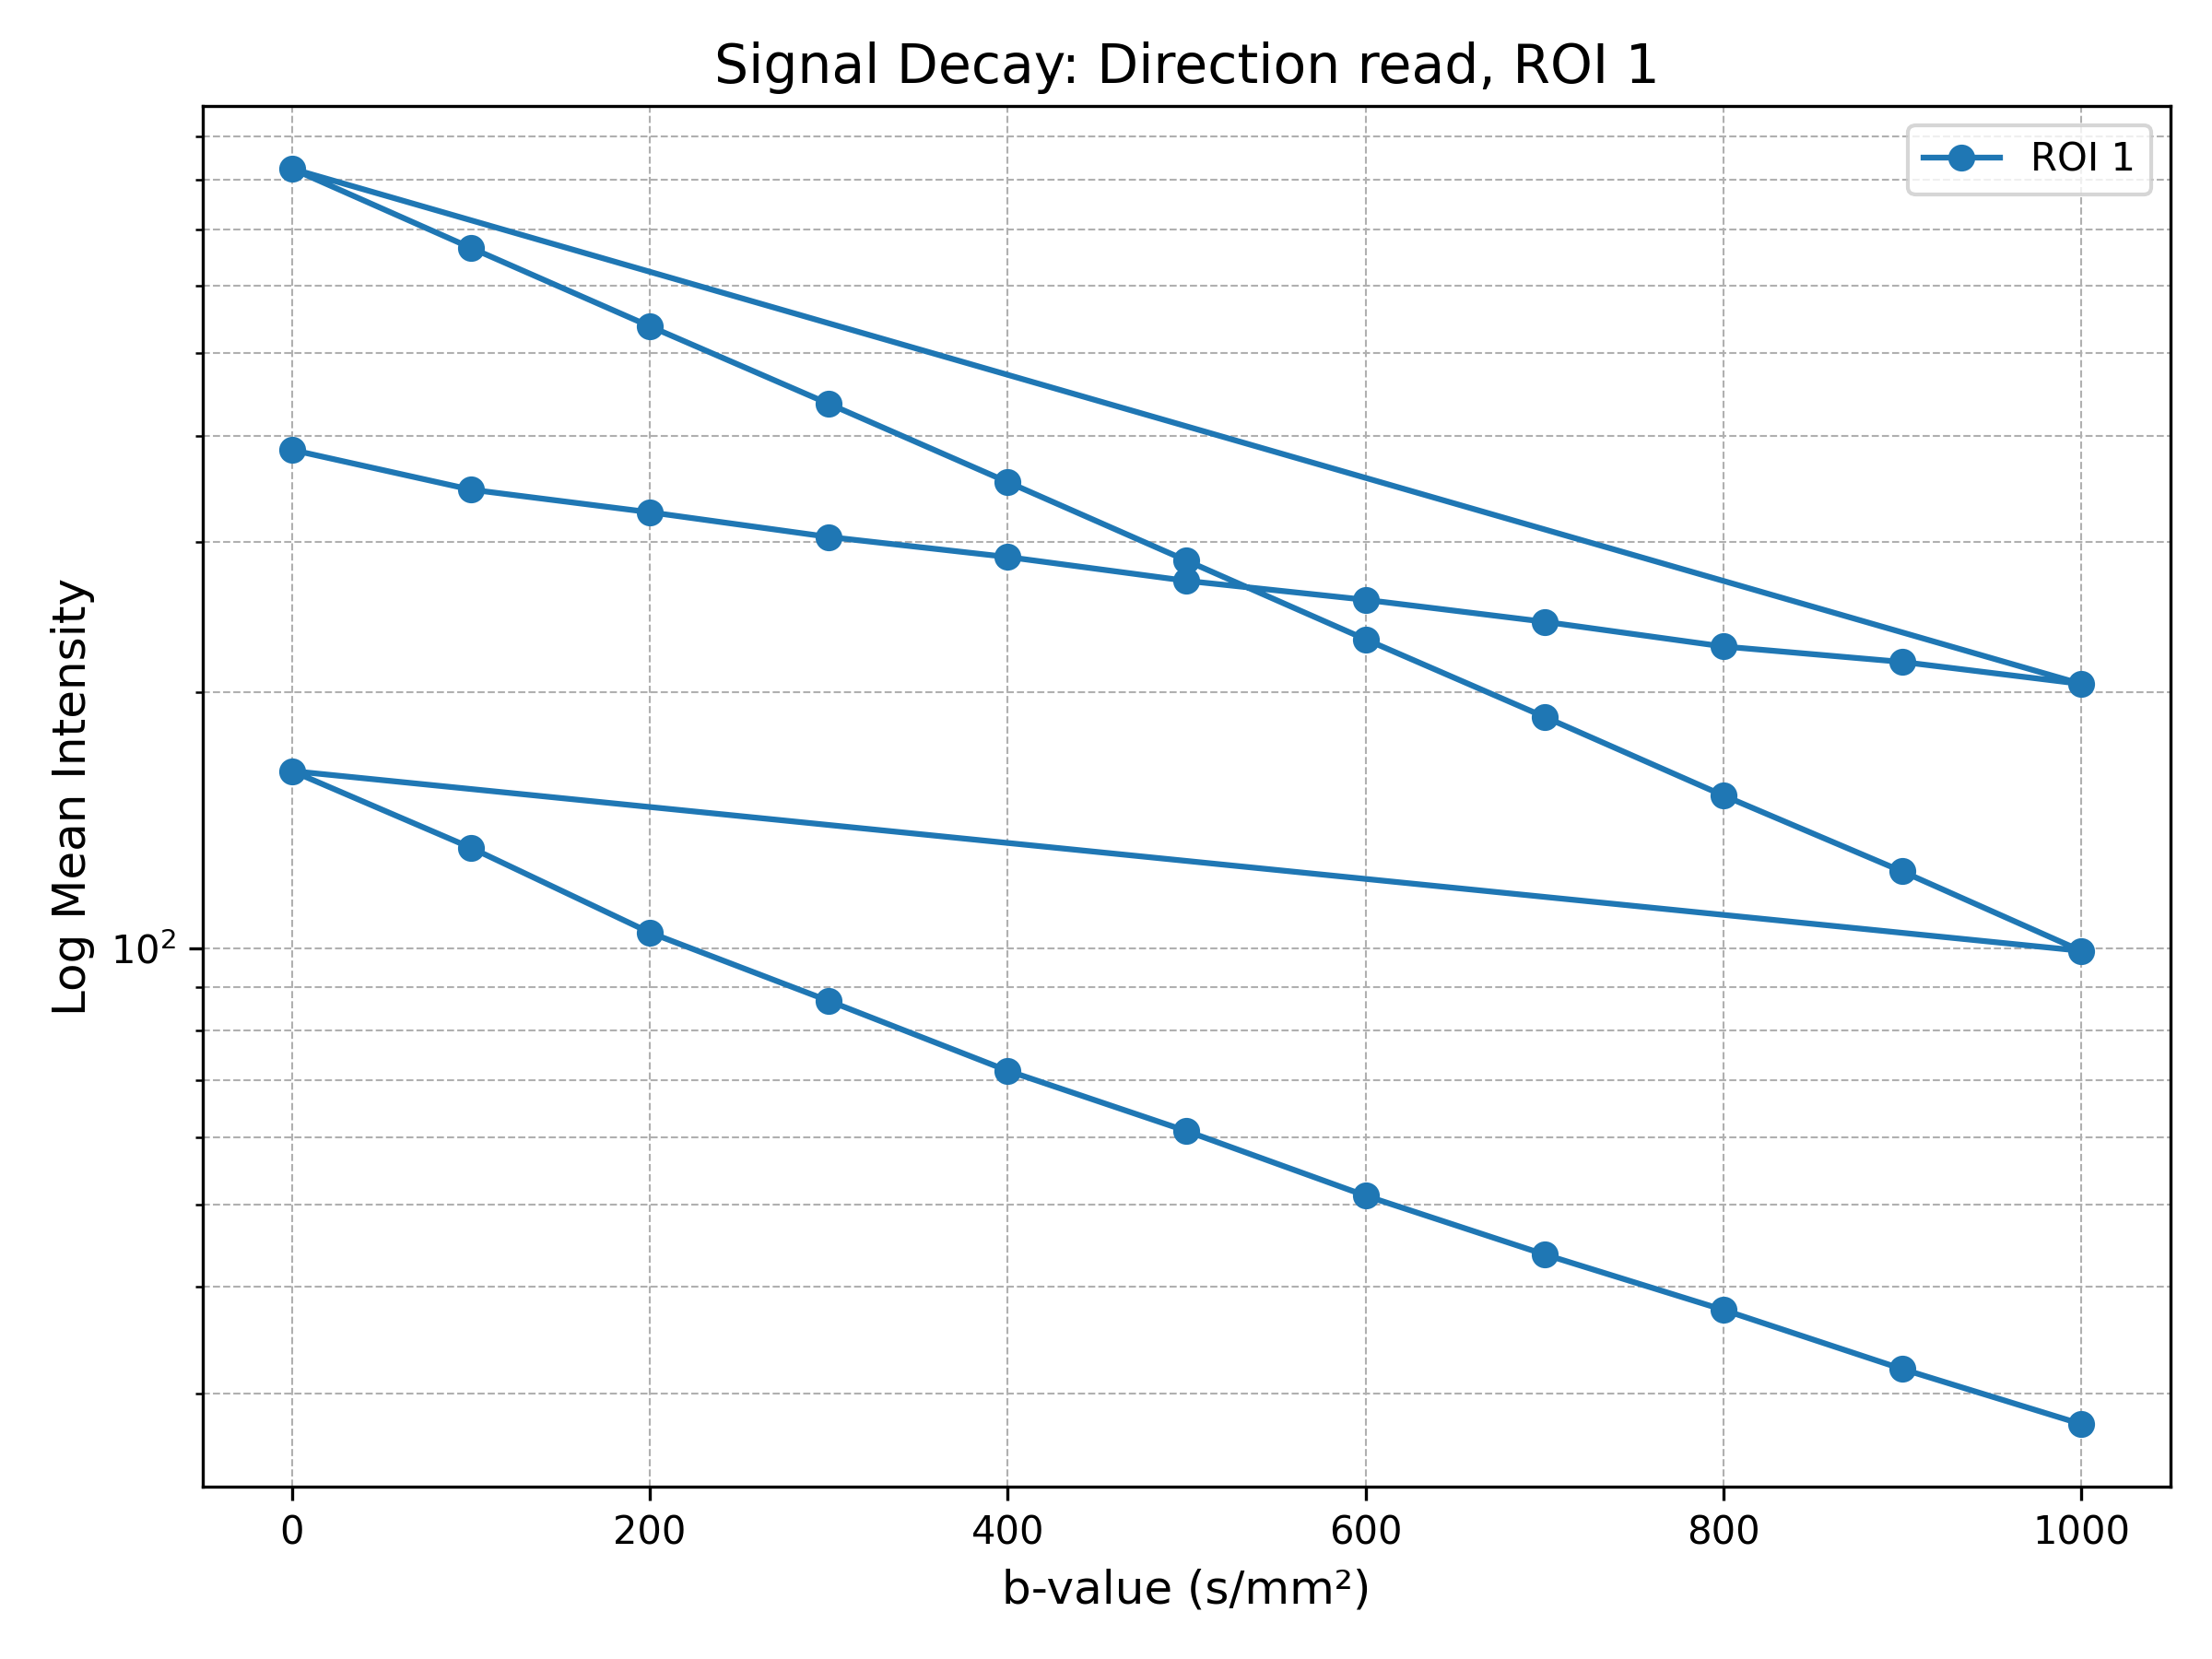 Signal Decay: Direction read, ROI 1
ROI 1
Log Mean Intensity
10²
0 200 400 600 800 1000
b-value (s/mm²)